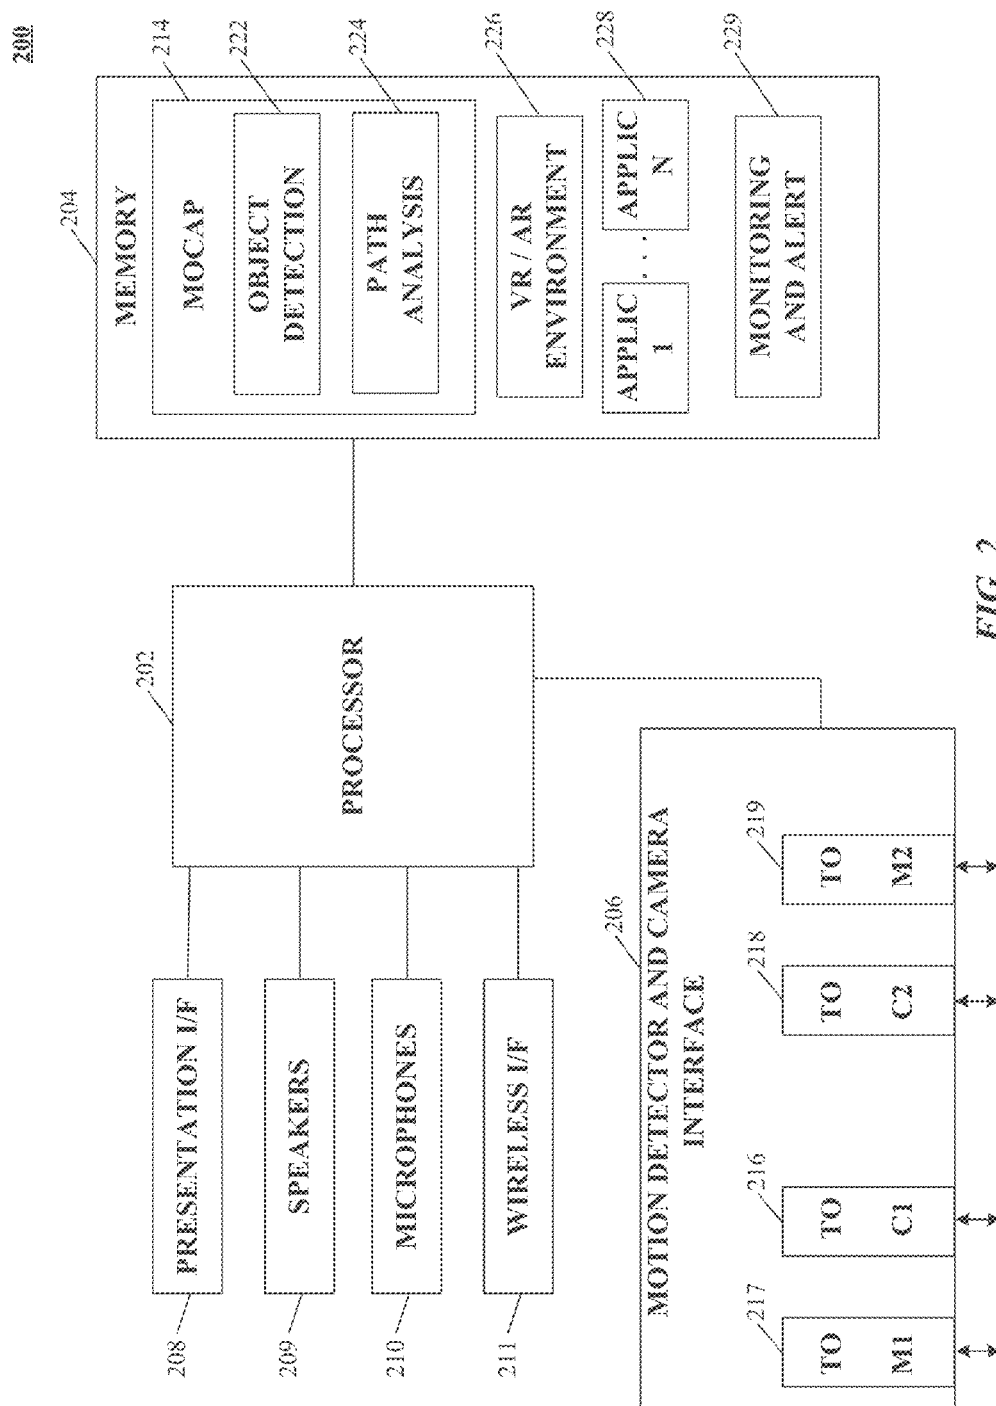 200
204
MEMORY
214
MOCAP
222
OBJECT
DETECTION
224
PATH
ANALYSIS
226
VR / AR
ENVIRONMENT
228
APPLIC
1
. . .
APPLIC
N
229
MONITORING
AND ALERT
202
PROCESSOR
208
PRESENTATION I/F
209
SPEAKERS
210
MICROPHONES
211
WIRELESS I/F
206
MOTION DETECTOR AND CAMERA
INTERFACE
217
TO
M1
216
TO
C1
218
TO
C2
219
TO
M2
FIG. 2